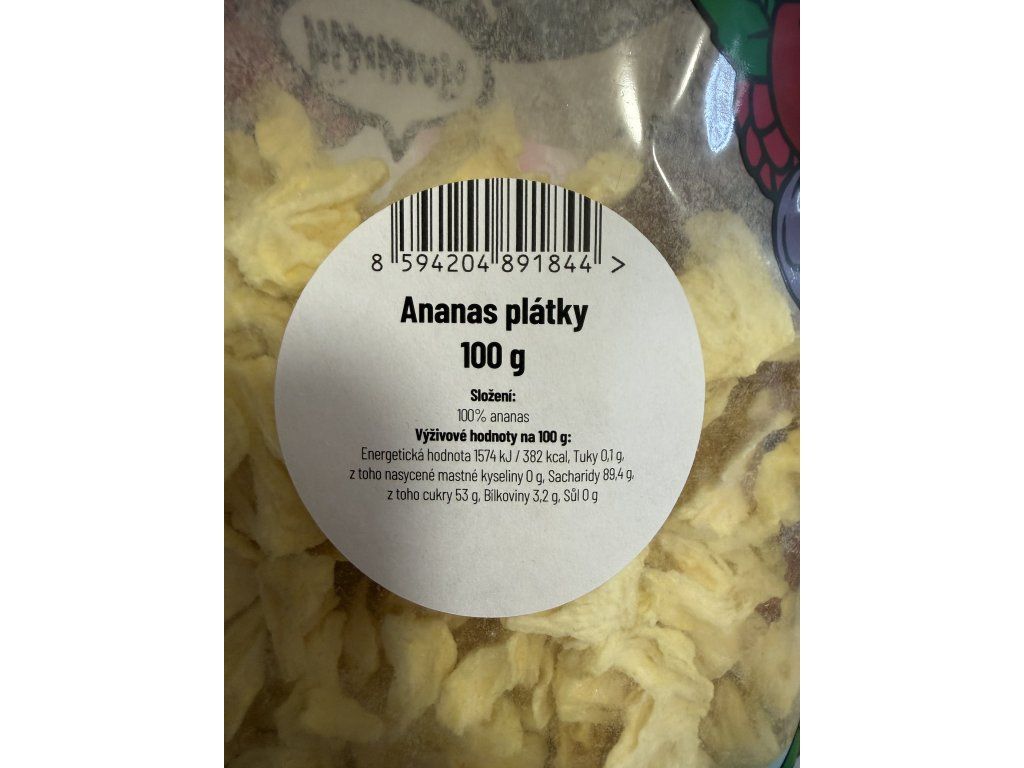 8 594204 891844 >
Ananas plátky
100 g
Složení:
100% ananas
Výživové hodnoty na 100 g:
Energetická hodnota 1574 kJ / 382 kcal, Tuky 0,1 g,
z toho nasycené mastné kyseliny 0 g, Sacharidy 89,4 g,
z toho cukry 53 g, Bílkoviny 3,2 g, Sůl 0 g